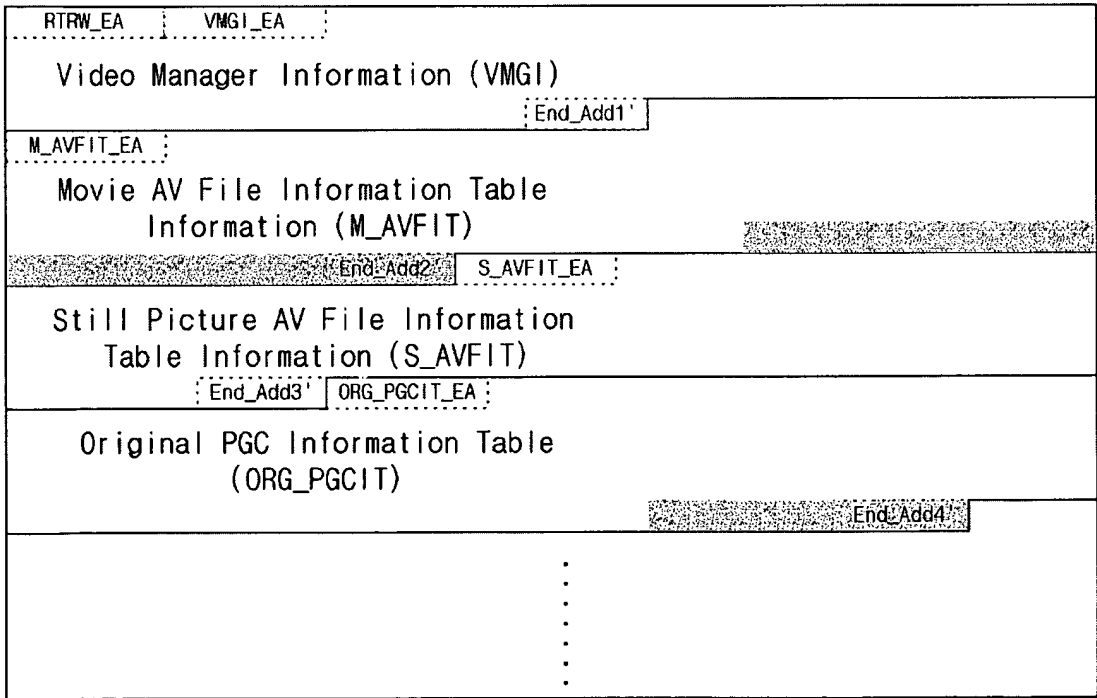 RTRW_EA VMGI_EA
Video Manager Information (VMGI)
End_Add1'
M_AVFIT_EA
Movie AV File Information Table
Information (M_AVFIT)
End_Add2' S_AVFIT_EA
Still Picture AV File Information
Table Information (S_AVFIT)
End_Add3' ORG_PGCIT_EA
Original PGC Information Table
(ORG_PGCIT)
End_Add4'